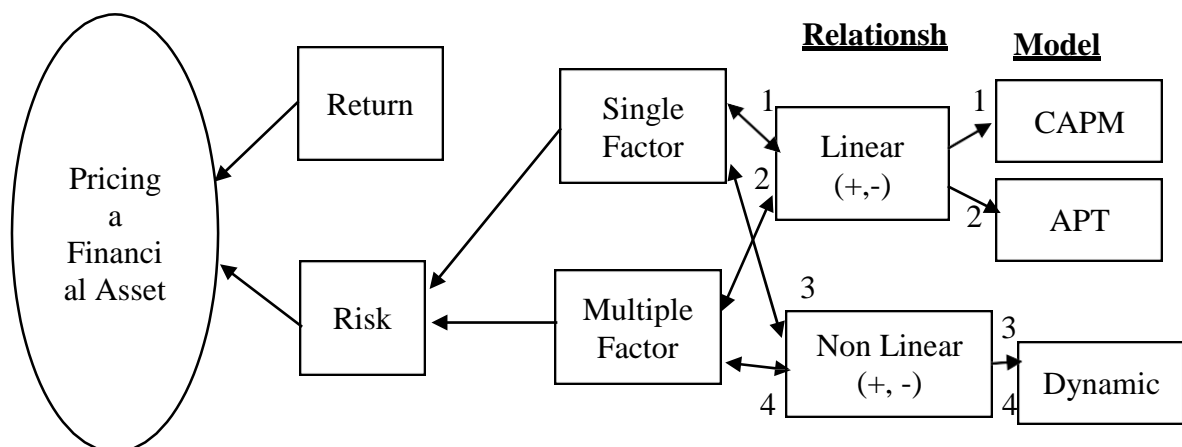 Relationsh
Model
Pricing
a
Financi
al Asset
Return
Risk
Single
Factor
Multiple
Factor
1
2
Linear
(+,-)
3
4
Non Linear
(+, -)
1
CAPM
2
APT
3
4
Dynamic